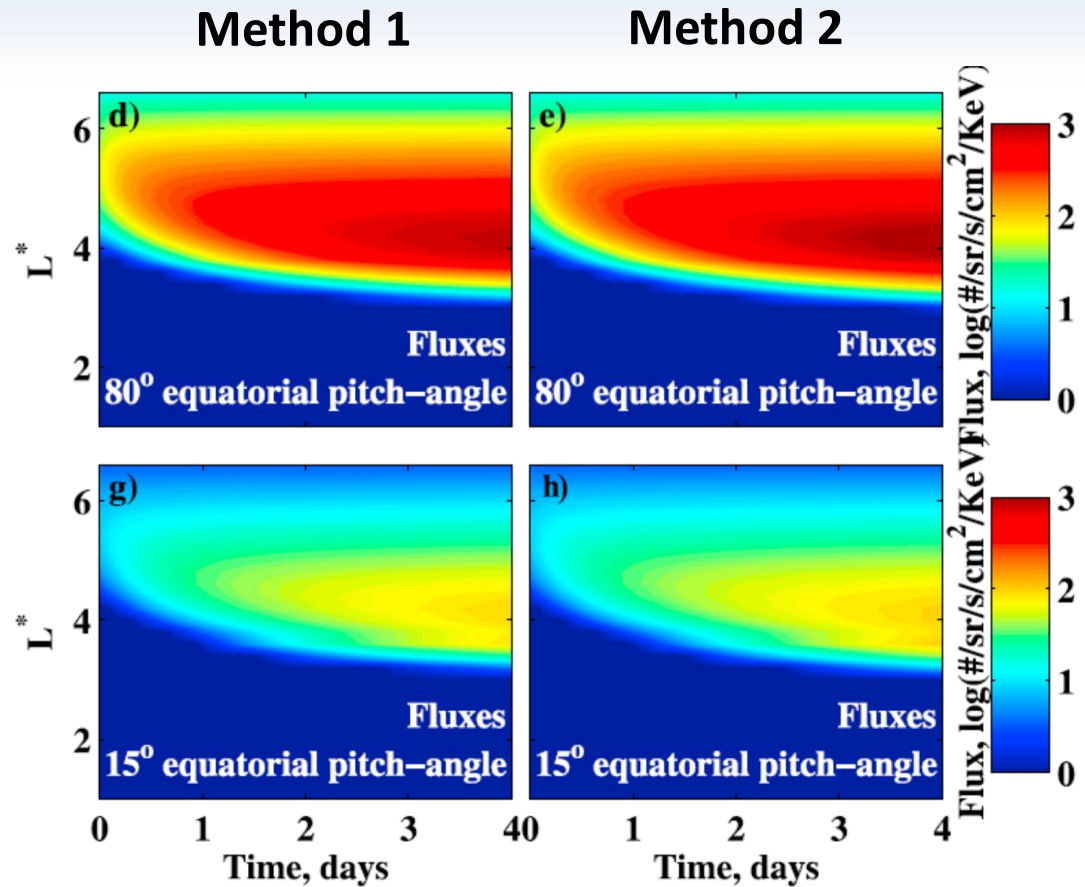 Method 1
Method 2
d)
e)
6
4
2
L*
Fluxes
80° equatorial pitch–angle
Fluxes
80° equatorial pitch–angle
Flux, log(#/sr/s/cm²/KeV)
3
2
1
0
g)
h)
6
4
2
L*
Fluxes
15° equatorial pitch–angle
Fluxes
15° equatorial pitch–angle
Flux, log(#/sr/s/cm²/KeV)
3
2
1
0
0 1 2 3 4
0 1 2 3 4
Time, days
Time, days